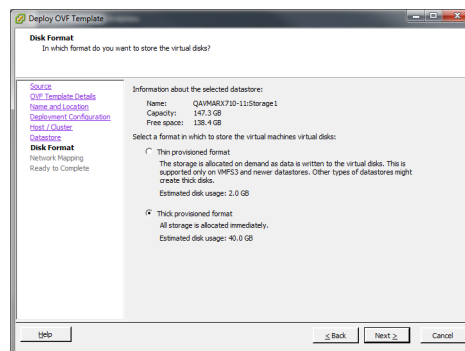 Deploy OVF Template
Disk Format
In which format do you want to store the virtual disks?
Source
OVF Template Details
Name and Location
Deployment Configuration
Host / Cluster
Datastore
Disk Format
Network Mapping
Ready to Complete
Information about the selected datastore:
Name: QAVMARX710-11:Storage1
Capacity: 147.3 GB
Free space: 138.4 GB
Select a format in which to store the virtual machines virtual disks:
Thin provisioned format
The storage is allocated on demand as data is written to the virtual disks. This is
supported only on VMFS3 and newer datastores. Other types of datastores might
create thick disks.
Estimated disk usage: 2.0 GB
Thick provisioned format
All storage is allocated immediately.
Estimated disk usage: 40.0 GB
Help
< Back
Next >
Cancel